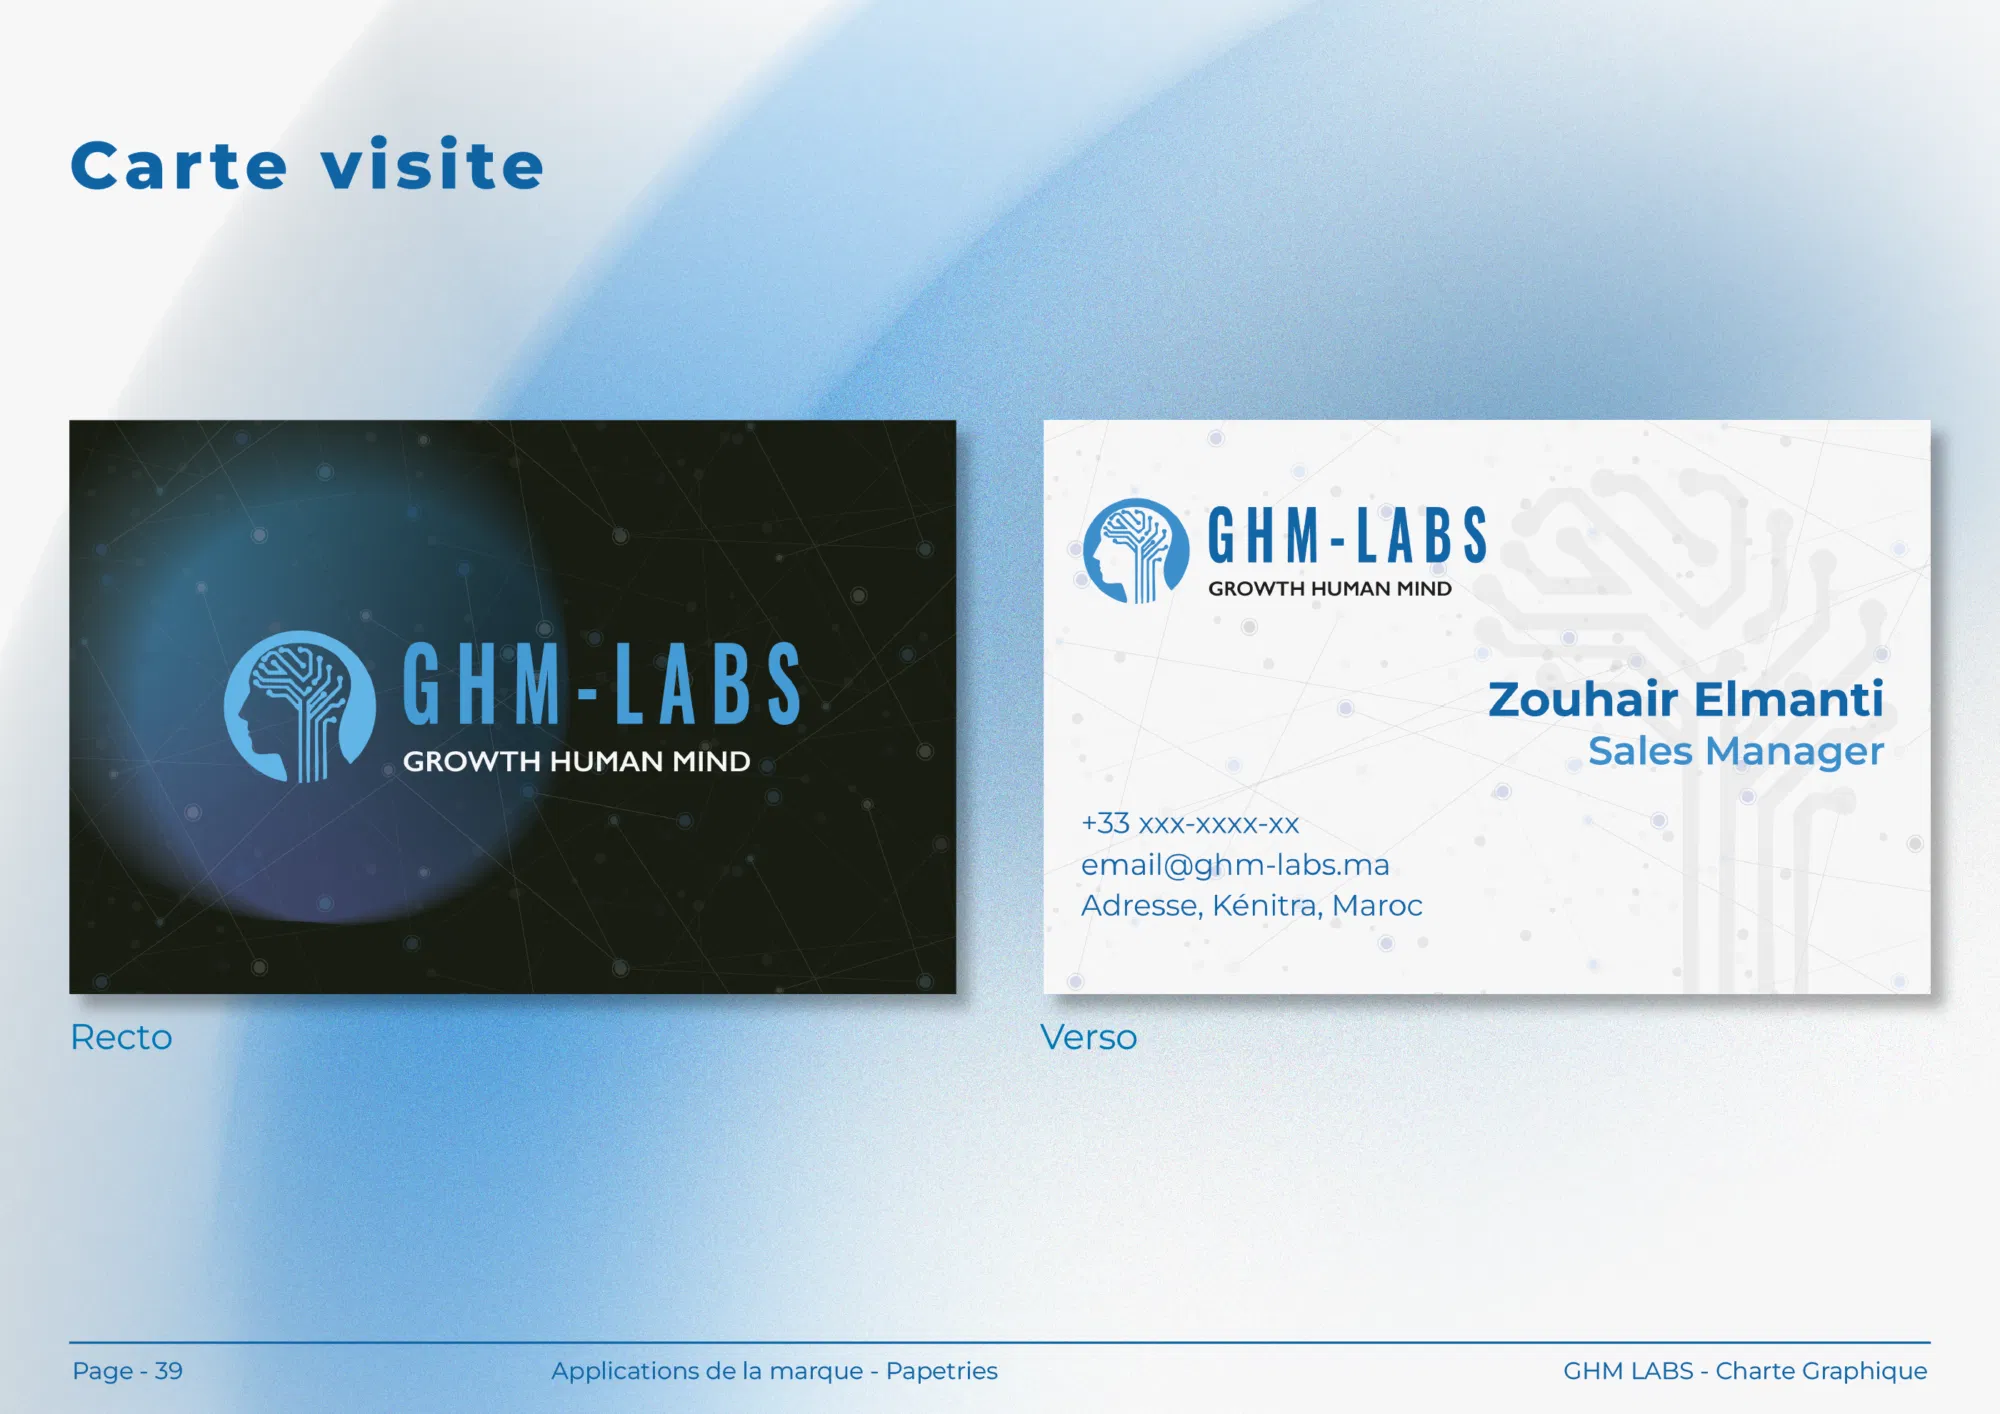 Carte visite
GHM-LABS
GROWTH HUMAN MIND
Recto
GHM-LABS
GROWTH HUMAN MIND
Zouhair Elmanti
Sales Manager
+33 xxx-xxxx-xx
email@ghm-labs.ma
Adresse, Kénitra, Maroc
Verso
Page - 39
Applications de la marque - Papetries
GHM LABS - Charte Graphique